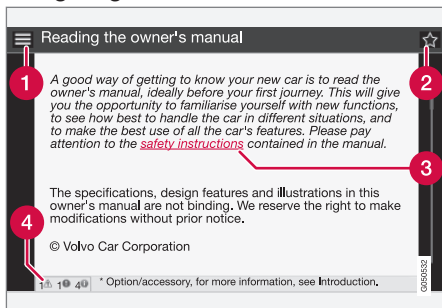 Reading the owner's manual
1
2
A good way of getting to know your new car is to read the
owner's manual, ideally before your first journey. This will give
you the opportunity to familiarise yourself with new functions,
to see how best to handle the car in different situations, and
to make the best use of all the car's features. Please pay
attention to the safety instructions contained in the manual.
3
The specifications, design features and illustrations in this
owner's manual are not binding. We reserve the right to make
modifications without prior notice.
4
© Volvo Car Corporation
1 1 4 * Option/accessory, for more information, see Introduction.
G050532